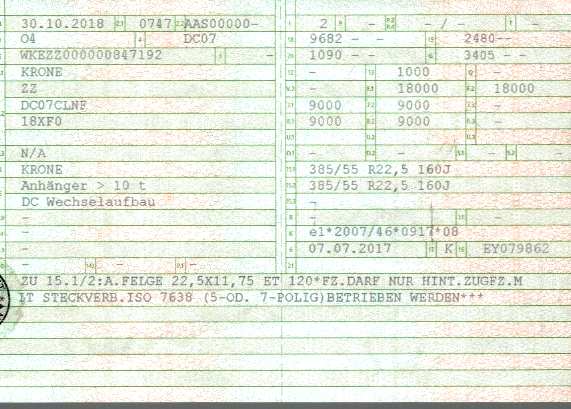 30.10.2018 0747 AAS00000- 2 - - / - -
04 DC07 9682 - - 2480--
WKEZZ000000847192 - 1090 - - 3405 - -
KRONE - 1000 -
ZZ - 18000 18000
DC07CLNF 9000 9000 -
18XF0 9000 9000 -
N/A - - - -
KRONE 385/55 R22,5 160J
Anhänger > 10 t 385/55 R22,5 160J
DC Wechselaufbau -
- - -
- e1*2007/46*0917*08
- 07.07.2017 K EY079862
- - -
ZU 15.1/2:A.FELGE 22,5X11,75 ET 120*FZ.DARF NUR HINT.ZUGFZ.M
IT STECKVERB.ISO 7638 (5-OD. 7-POLIG)BETRIEBEN WERDEN***